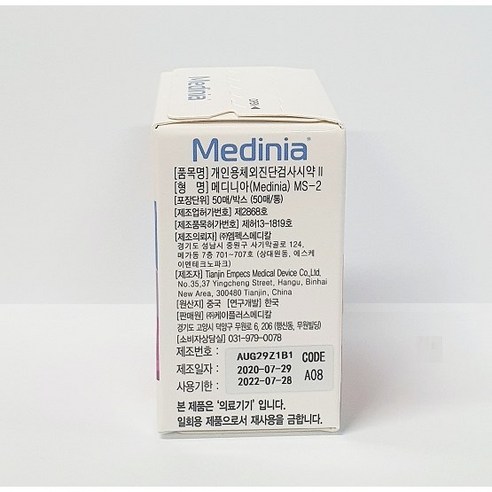 Medinia
OPEN
Medinia
[품목명] 개인용체외진단검사시약 II
[형 명] 메디니아(Medinia) MS-2
[포장단위] 50매/박스 (50매/통)
[제조업허가번호] 제2868호
[제조품목허가번호] 제허13-1819호
[제조의뢰자] ㈜엠펙스메디칼
경기도 성남시 중원구 사기막골로 124,
메가동 7층 701~707호 (상대원동, 에스케
이엔테크노파크)
[제조자] Tianjin Empecs Medical Device Co.,Ltd.
No.35,37 Yingcheng Street, Hangu, Binhai
New Area, 300480 Tianjin, China
[원산지] 중국 [연구개발] 한국
[판매원] ㈜케이플러스메디칼
경기도 고양시 덕양구 무원로 6, 206 (행신동, 무원빌딩)
[소비자상담실] 031-979-0078
제조번호 : AUG29Z1B1 CODE
제조일자 : 2020-07-29
사용기한 : 2022-07-28 A08
본 제품은 '의료기기' 입니다.
일회용 제품으로서 재사용을 금합니다.